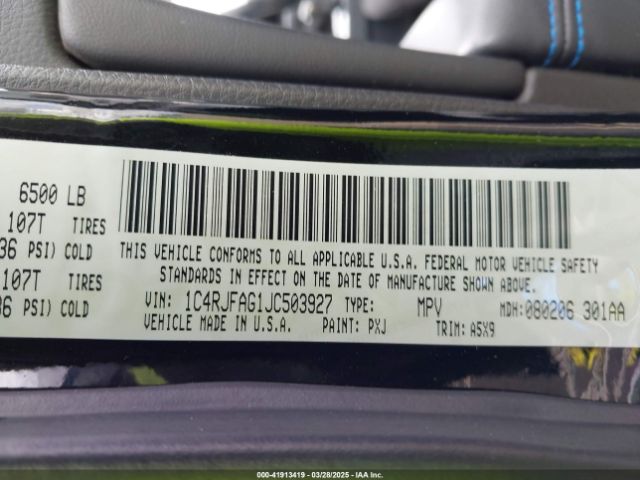 6500 LB
107T TIRES
36 PSI) COLD
107T TIRES
36 PSI) COLD
THIS VEHICLE CONFORMS TO ALL APPLICABLE U.S.A. FEDERAL MOTOR VEHICLE SAFETY
STANDARDS IN EFFECT ON THE DATE OF MANUFACTURE SHOWN ABOVE.
VIN: 1C4RJFAG1JC503927 TYPE: MPV MDH:080206 301AA
VEHICLE MADE IN U.S.A. PAINT: PXJ TRIM: A5X9
000-41913419 | 03/28/2025 | IAA Inc.